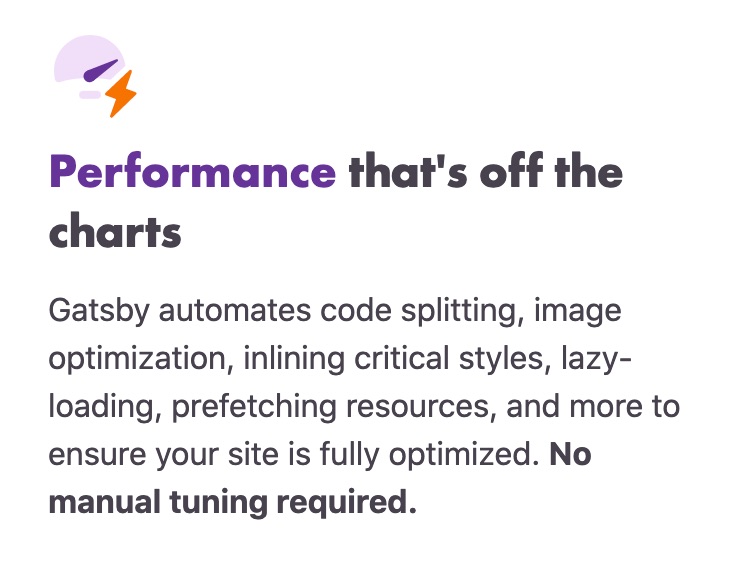 Performance that's off the
charts
Gatsby automates code splitting, image
optimization, inlining critical styles, lazy-
loading, prefetching resources, and more to
ensure your site is fully optimized. No
manual tuning required.